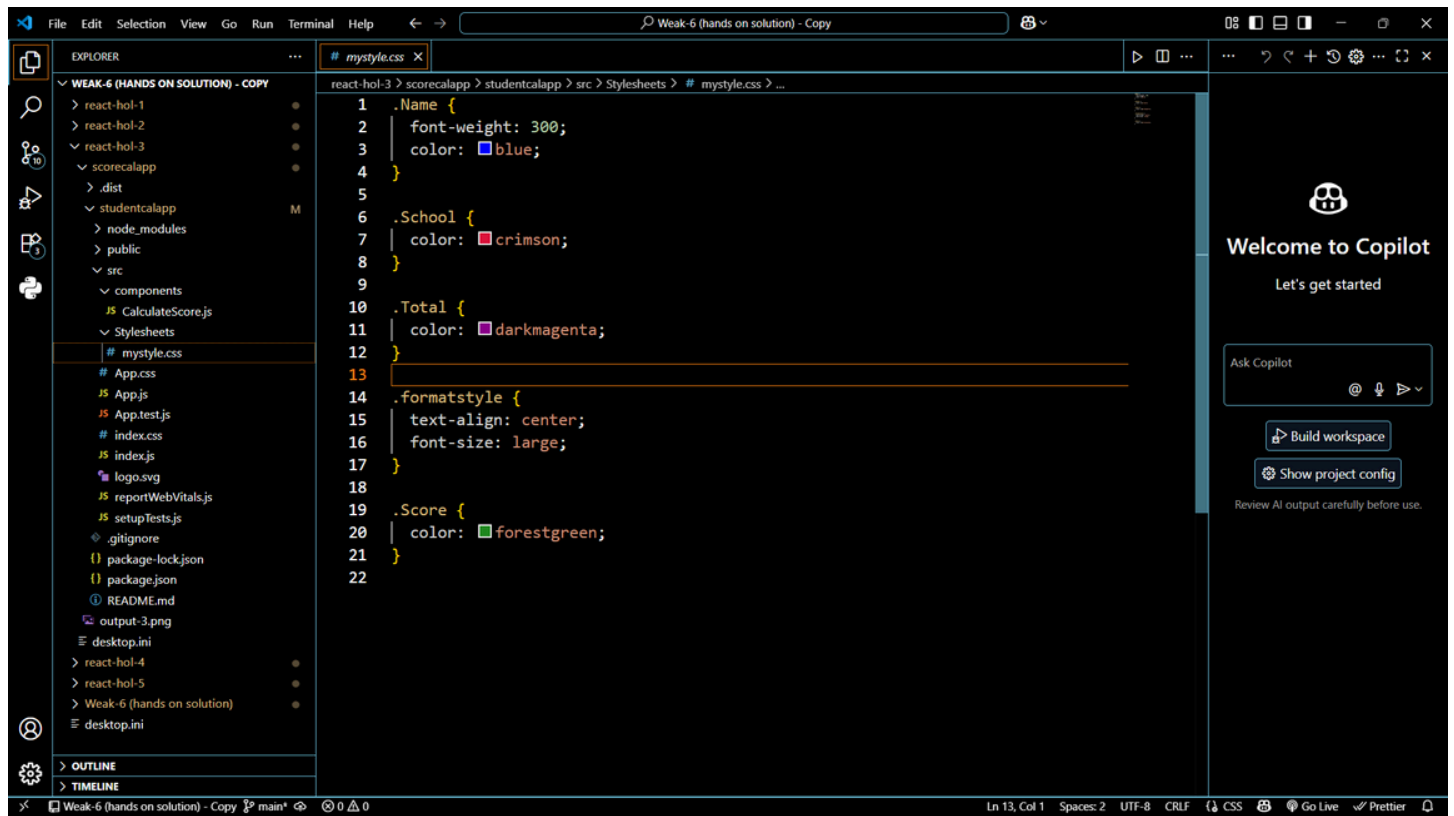 File Edit Selection View Go Run Terminal Help
Weak-6 (hands on solution) - Copy
EXPLORER
WEAK-6 (HANDS ON SOLUTION) - COPY
react-hol-1
react-hol-2
react-hol-3
scorecalapp
.dist
studentcalapp M
node_modules
public
src
components
JS CalculateScore.js
Stylesheets
# mystyle.css
# App.css
JS App.js
JS App.test.js
# index.css
JS index.js
logo.svg
JS reportWebVitals.js
JS setupTests.js
.gitignore
{} package-lock.json
{} package.json
README.md
output-3.png
desktop.ini
react-hol-4
react-hol-5
Weak-6 (hands on solution)
desktop.ini
OUTLINE
TIMELINE
10
3
# mystyle.css
react-hol-3 > scorecalapp > studentcalapp > src > Stylesheets > # mystyle.css > ...
1 .Name {
2 font-weight: 300;
3 color: blue;
4 }
5
6 .School {
7 color: crimson;
8 }
9
10 .Total {
11 color: darkmagenta;
12 }
13
14 .formatstyle {
15 text-align: center;
16 font-size: large;
17 }
18
19 .Score {
20 color: forestgreen;
21 }
22
Welcome to Copilot
Let's get started
Ask Copilot
@
Build workspace
Show project config
Review AI output carefully before use.
Weak-6 (hands on solution) - Copy main* 0 0 Ln 13, Col 1 Spaces: 2 UTF-8 CRLF CSS Go Live Prettier